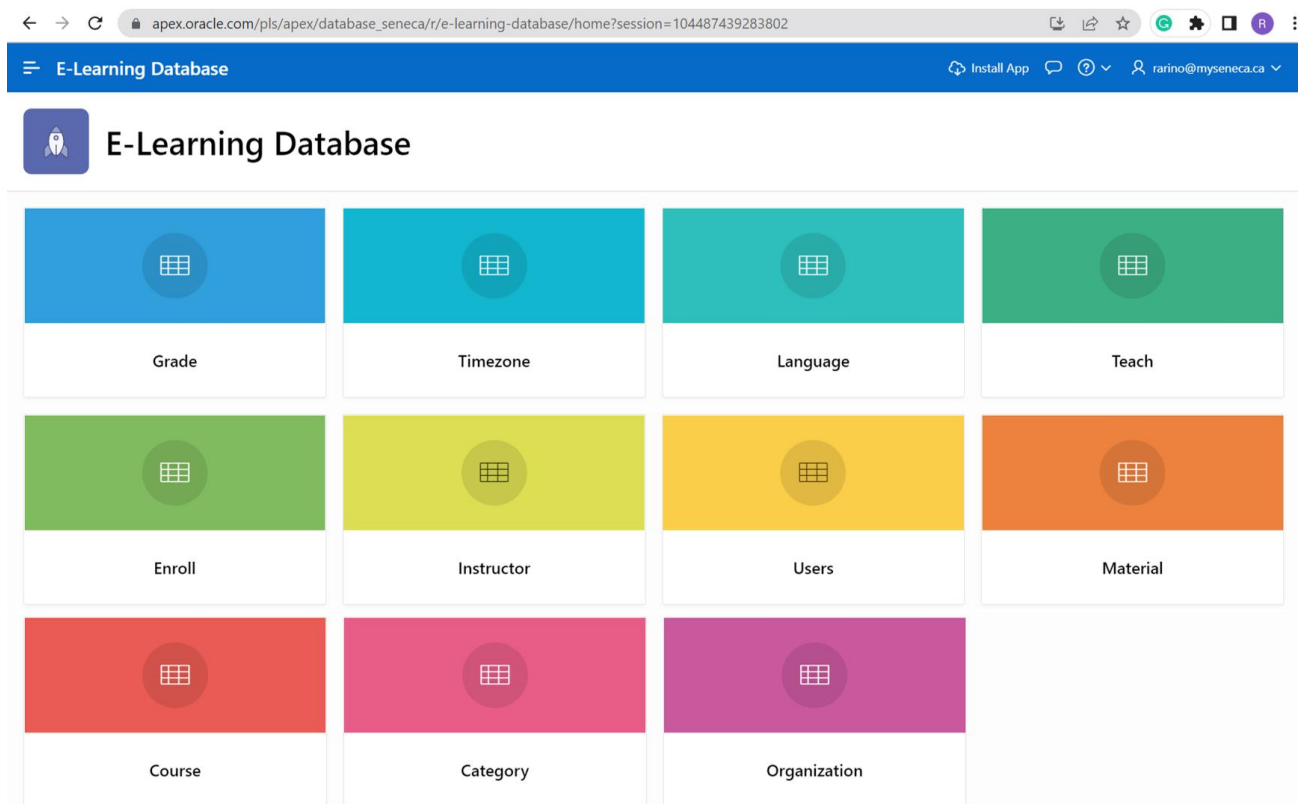 apex.oracle.com/pls/apex/database_seneca/r/e-learning-database/home?session=104487439283802
G
R
E-Learning Database
Install App
?
rarino@myseneca.ca
E-Learning Database
Grade
Timezone
Language
Teach
Enroll
Instructor
Users
Material
Course
Category
Organization